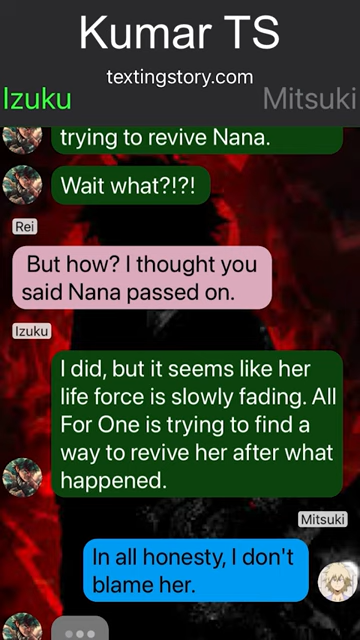 Kumar TS
textingstory.com
Izuku
Mitsuki
trying to revive Nana.
Wait what?!?!
Rei
But how? I thought you
said Nana passed on.
Izuku
I did, but it seems like her
life force is slowly fading. All
For One is trying to find a
way to revive her after what
happened.
Mitsuki
In all honesty, I don't
blame her.